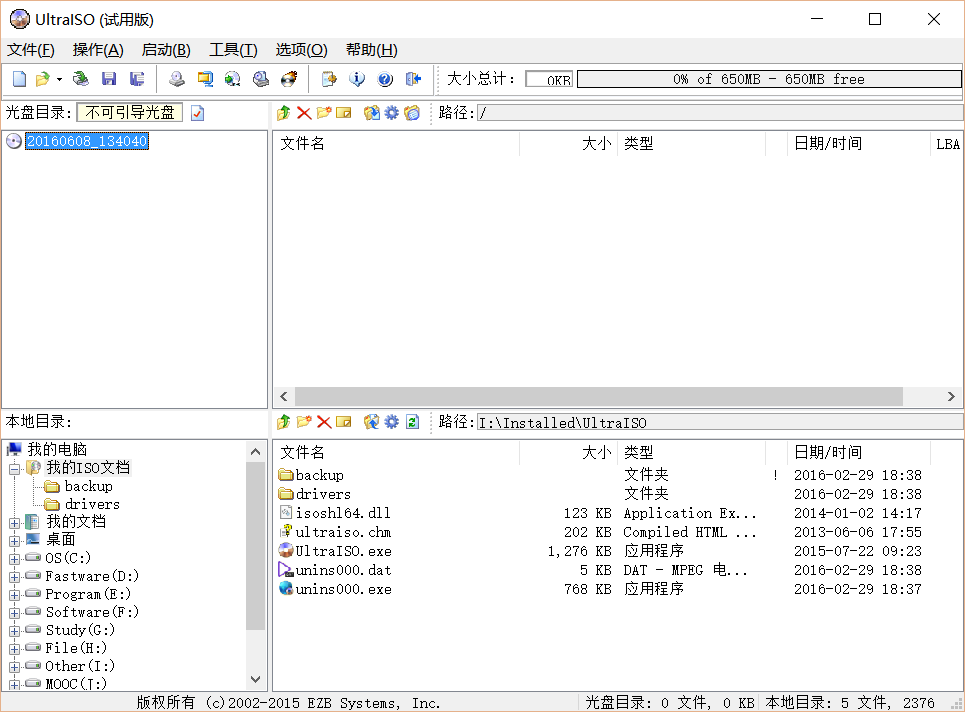 UltraISO (试用版)
文件(F) 操作(A) 启动(B) 工具(T) 选项(O) 帮助(H)
大小总计： 0KB 0% of 650MB - 650MB free
光盘目录: 不可引导光盘 路径: /
20160608_134040
文件名 大小 类型 日期/时间 LBA
本地目录: 路径: I:\Installed\UltraISO
我的电脑
我的ISO文档
backup
drivers
我的文档
桌面
OS(C:)
Fastware(D:)
Program(E:)
Software(F:)
Study(G:)
File(H:)
Other(I:)
MOOC(T:)
文件名 大小 类型 日期/时间
backup 文件夹 ! 2016-02-29 18:38
drivers 文件夹 2016-02-29 18:38
isoshl64.dll 123 KB Application Ex... 2014-01-02 14:17
ultraiso.chm 202 KB Compiled HTML ... 2013-06-06 17:55
UltraISO.exe 1,276 KB 应用程序 2015-07-22 09:23
unins000.dat 5 KB DAT - MPEG 电... 2016-02-29 18:38
unins000.exe 768 KB 应用程序 2016-02-29 18:37
版权所有 (c)2002-2015 EZB Systems, Inc. 光盘目录: 0 文件, 0 KB 本地目录: 5 文件, 2376